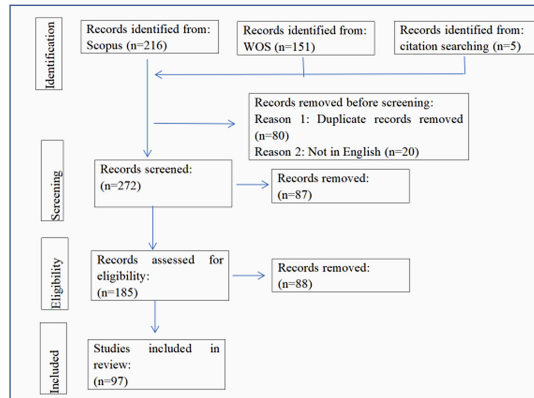 Identification
Records identified from:
Scopus (n=216)
Records identified from:
WOS (n=151)
Records identified from:
citation searching (n=5)
Records removed before screening:
Reason 1: Duplicate records removed
(n=80)
Reason 2: Not in English (n=20)
Screening
Records screened:
(n=272)
Records removed:
(n=87)
Eligibility
Records assessed for
eligibility:
(n=185)
Records removed:
(n=88)
Included
Studies included in
review:
(n=97)